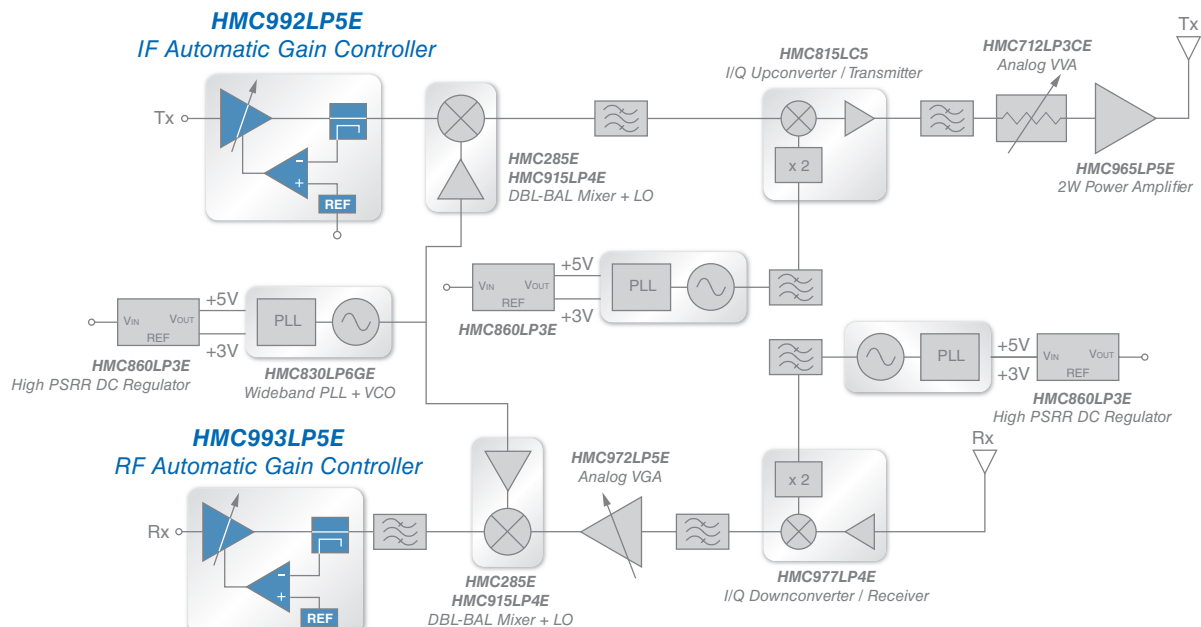 HMC992LP5E
IF Automatic Gain Controller
Tx
−
+
REF
HMC285E
HMC915LP4E
DBL-BAL Mixer + LO
HMC815LC5
I/Q Upconverter / Transmitter
x 2
HMC712LP3CE
Analog VVA
Tx
HMC965LP5E
2W Power Amplifier
VIN
VOUT
REF
+5V
+3V
HMC860LP3E
High PSRR DC Regulator
PLL
HMC830LP6GE
Wideband PLL + VCO
VIN
VOUT
REF
+5V
+3V
HMC860LP3E
PLL
PLL
+5V
+3V
VIN
VOUT
REF
HMC860LP3E
High PSRR DC Regulator
HMC993LP5E
RF Automatic Gain Controller
Rx
−
+
REF
HMC285E
HMC915LP4E
DBL-BAL Mixer + LO
HMC972LP5E
Analog VGA
x 2
HMC977LP4E
I/Q Downconverter / Receiver
Rx